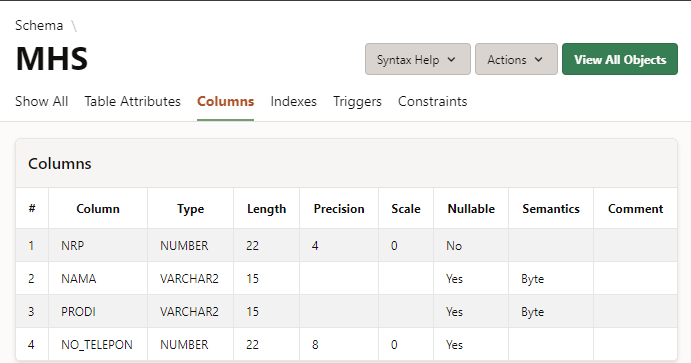 Schema \
MHS
Syntax Help Actions View All Objects
Show All Table Attributes Columns Indexes Triggers Constraints
Columns
# Column Type Length Precision Scale Nullable Semantics Comment
1 NRP NUMBER 22 4 0 No
2 NAMA VARCHAR2 15 Yes Byte
3 PRODI VARCHAR2 15 Yes Byte
4 NO_TELEPON NUMBER 22 8 0 Yes